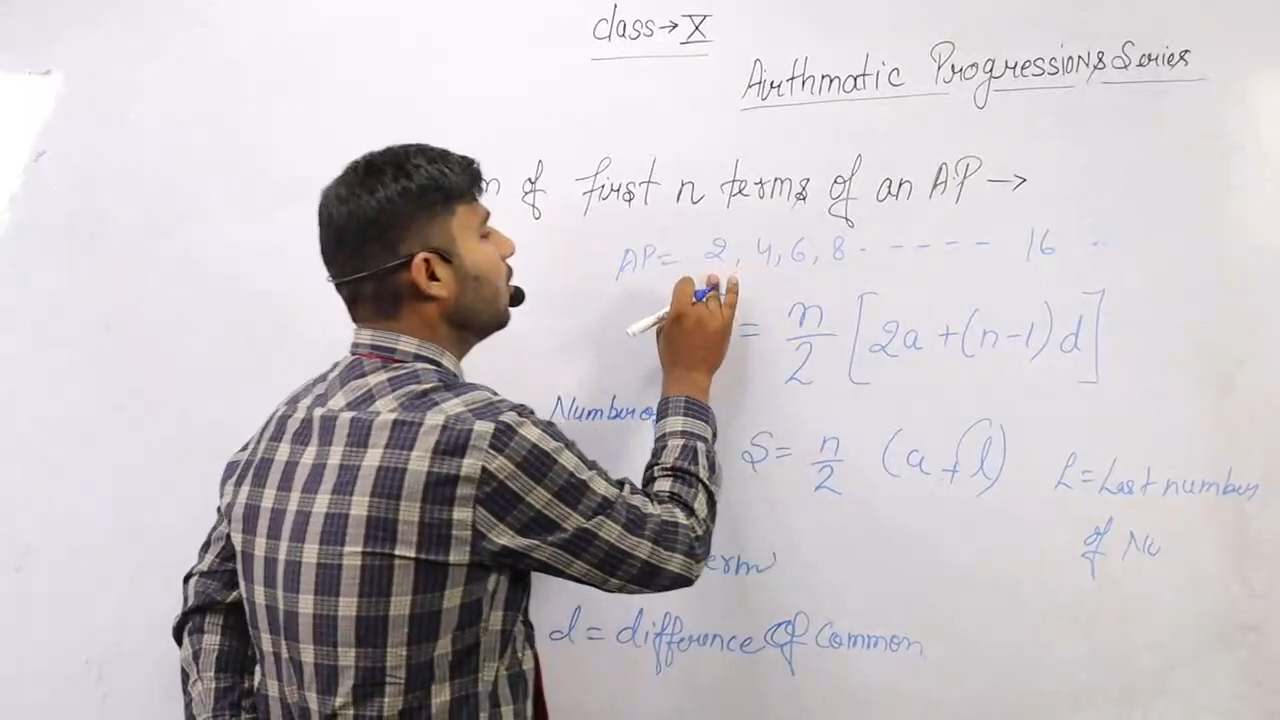 class→X
Airthmatic Progressions Series
of first n terms of an AP →
AP= 2, 4, 6, 8 - - - - - 16 ..
= n/2 [2a +(n-1)d]
Number
S= n/2 (a+l)
L=Last number
of No
erm
d = difference Of Common